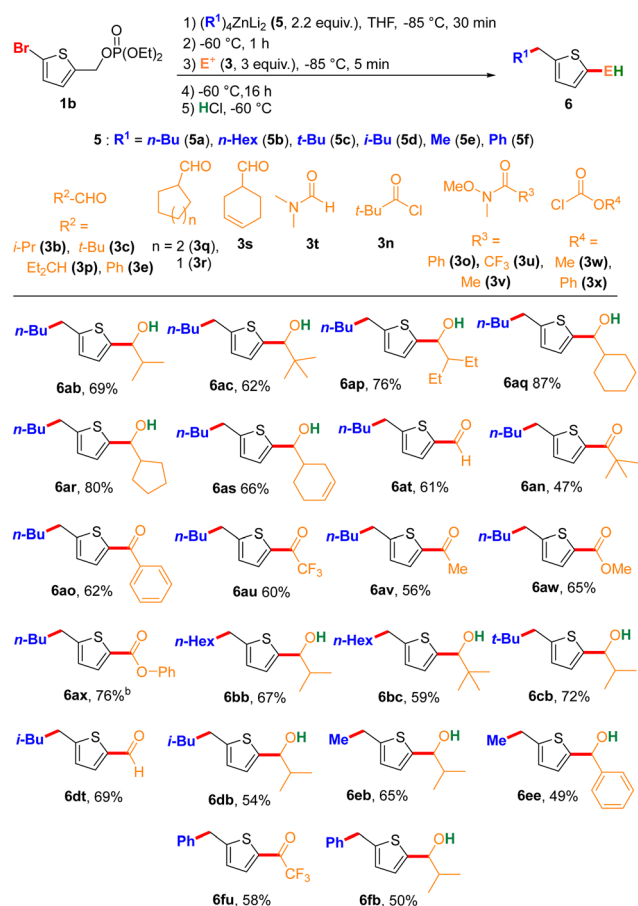 1) (R¹)₄ZnLi₂ (5, 2.2 equiv.), THF, -85 °C, 30 min
2) -60 °C, 1 h
3) E⁺ (3, 3 equiv.), -85 °C, 5 min
4) -60 °C,16 h
5) HCl, -60 °C
Br S OP(OEt)₂ O
1b
R¹ S EH
6
5 : R¹ = n-Bu (5a), n-Hex (5b), t-Bu (5c), i-Bu (5d), Me (5e), Ph (5f)
R²-CHO
R² =
i-Pr (3b), t-Bu (3c)
Et₂CH (3p), Ph (3e)
CHO
n
n = 2 (3q)
1 (3r)
CHO
3s
N O H
3t
t-Bu O Cl
3n
MeO N O R³
R³ =
Ph (3o), CF₃ (3u),
Me (3v)
Cl O OR⁴
R⁴ =
Me (3w)
Ph (3x)
n-Bu S OH
6ab, 69%
n-Bu S OH
6ac, 62%
n-Bu S OH Et Et
6ap, 76%
n-Bu S OH
6aq 87%
n-Bu S OH
6ar, 80%
n-Bu S OH
6as 66%
n-Bu S O H
6at, 61%
n-Bu S O
6an, 47%
n-Bu S O
6ao, 62%
n-Bu S O CF₃
6au 60%
n-Bu S O Me
6av, 56%
n-Bu S O OMe
6aw, 65%
n-Bu S O O-Ph
6ax, 76%ᵇ
n-Hex S OH
6bb, 67%
n-Hex S OH
6bc, 59%
t-Bu S OH
6cb, 72%
i-Bu S O H
6dt, 69%
i-Bu S OH
6db, 54%
Me S OH
6eb, 65%
Me S OH
6ee, 49%
Ph S O CF₃
6fu, 58%
Ph S OH
6fb, 50%